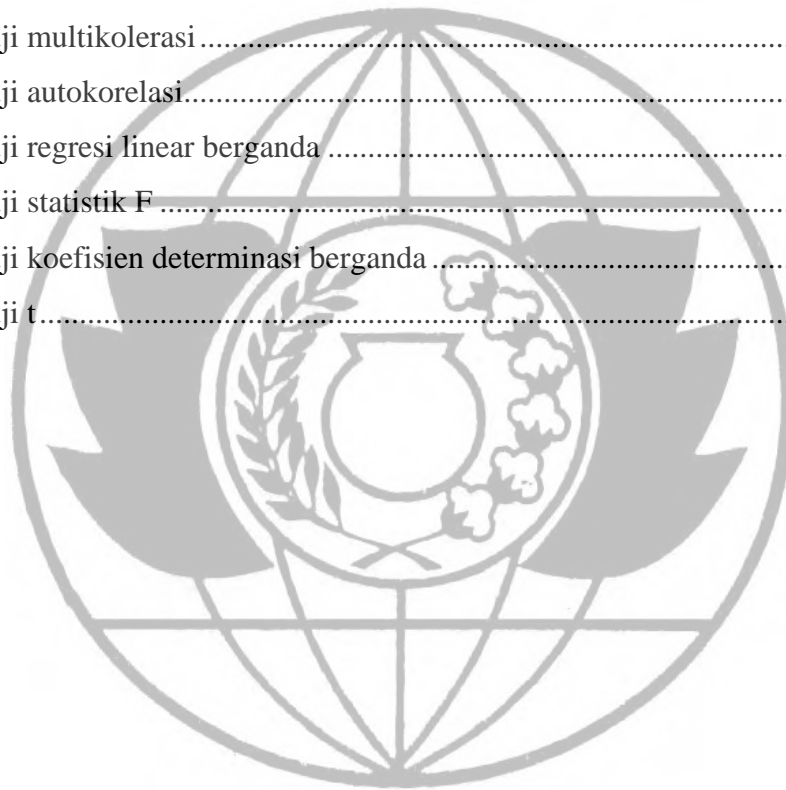 ji multikolerasi........................................................................................
ji autokorelasi..........................................................................................
ji regresi linear berganda ..................................................................
ji statistik F ..............................................................................................
ji koefisien determinasi berganda ...................................................
ji t.................................................................................................................